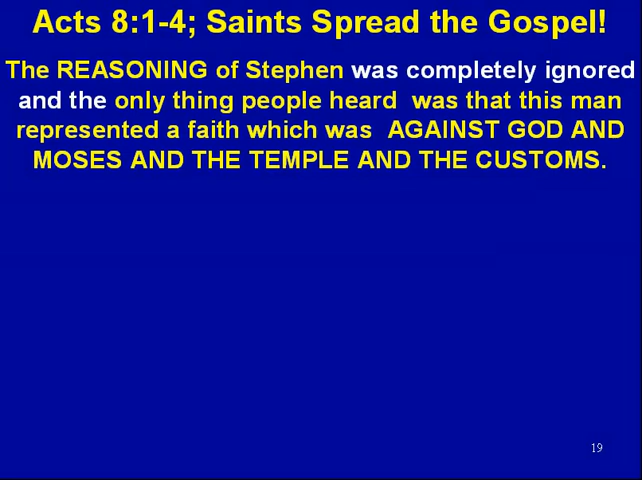 Acts 8:1-4; Saints Spread the Gospel!
The REASONING of Stephen was completely ignored
and the only thing people heard  was that this man
represented a faith which was  AGAINST GOD AND
MOSES AND THE TEMPLE AND THE CUSTOMS.
19